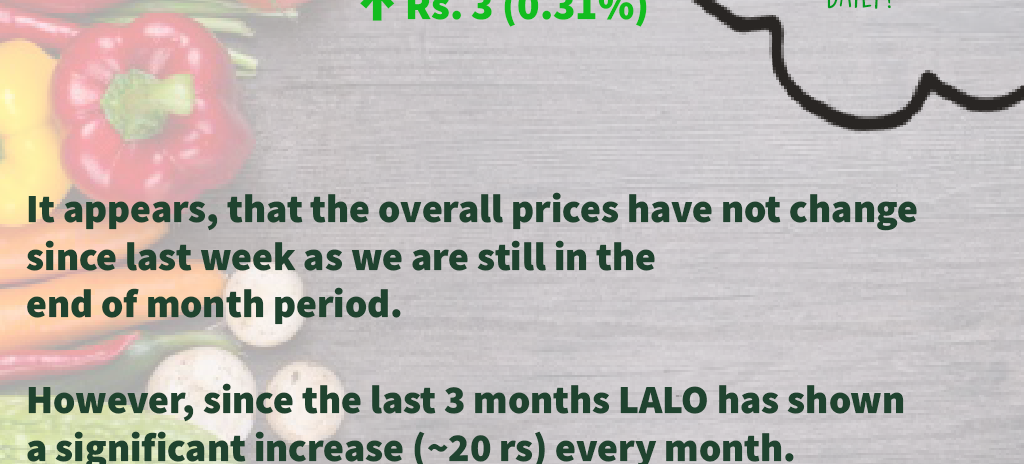 ↑ Rs. 3 (0.31%)
DAILY!
It appears, that the overall prices have not change
since last week as we are still in the
end of month period.
However, since the last 3 months LALO has shown
a significant increase (~20 rs) every month.